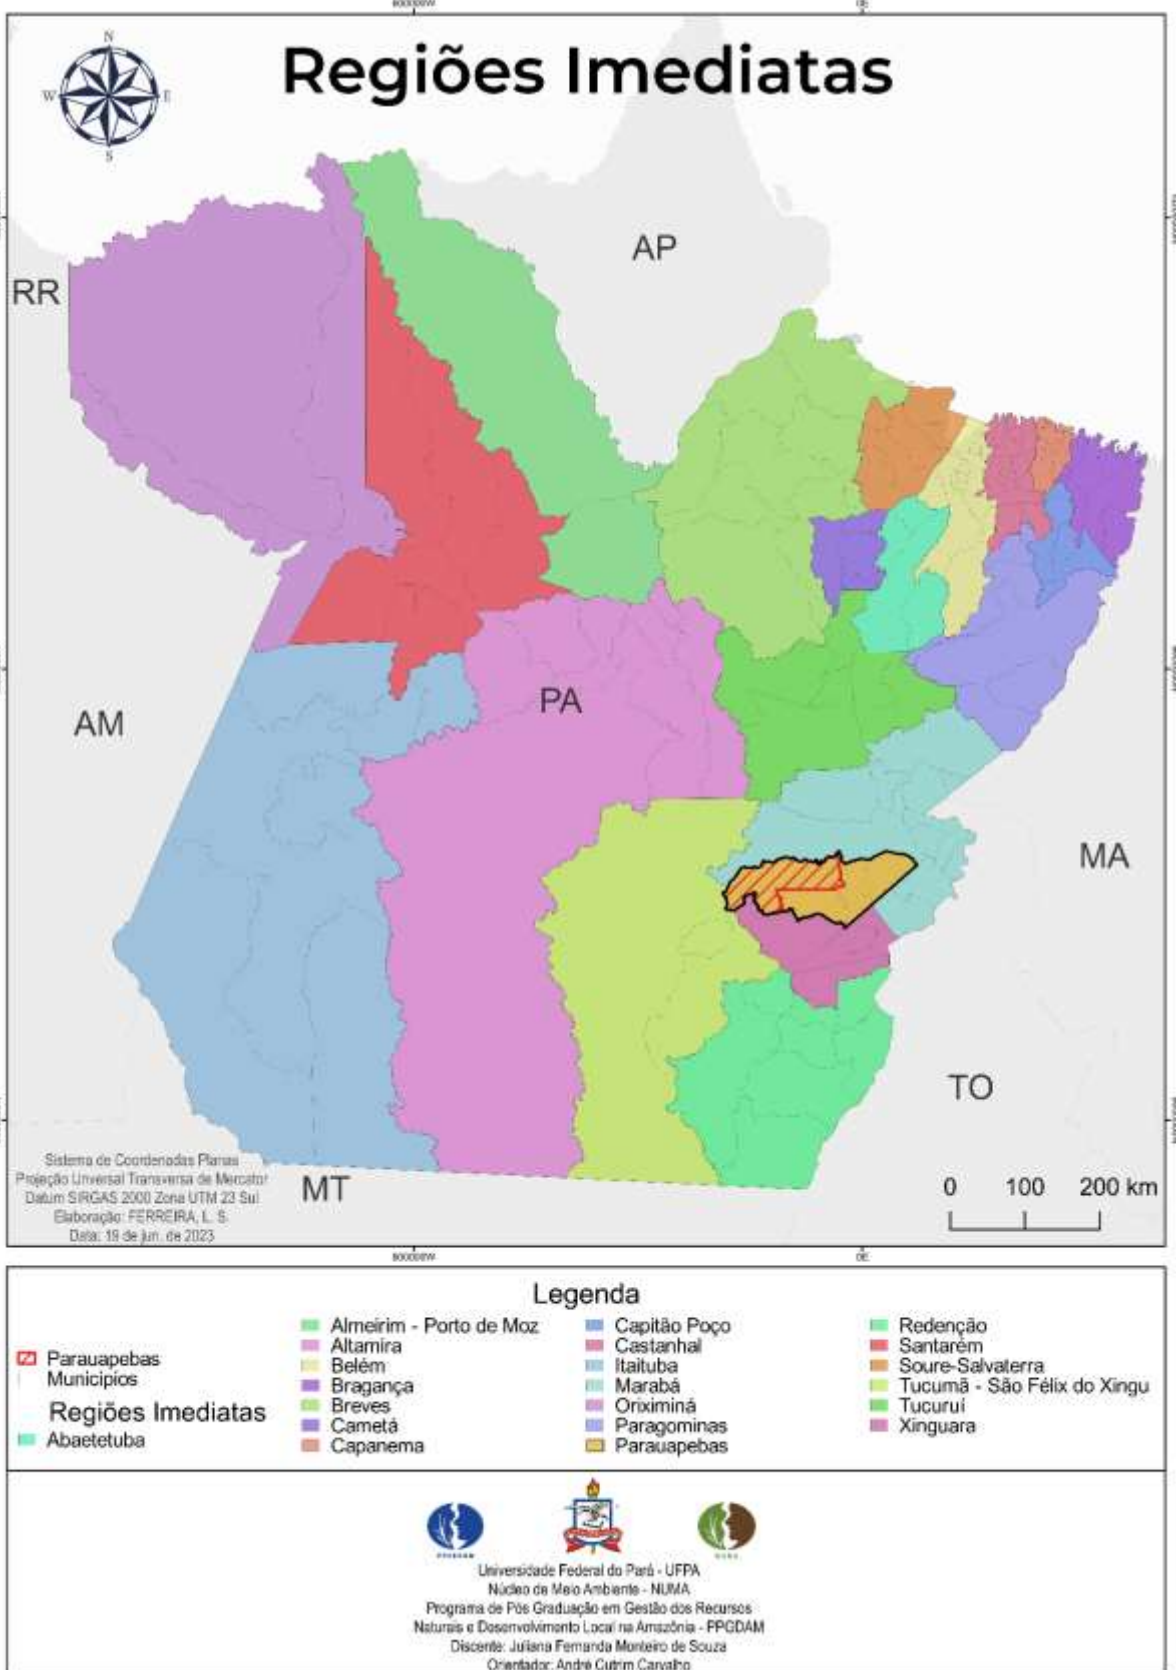 600000W
0E
Regiões Imediatas
N
W
E
S
AP
RR
PA
AM
MA
TO
MT
Sistema de Coordenadas Planas
Projeção Universal Transversa de Mercator
Datum SIRGAS 2000 Zona UTM 23 Sul
Elaboração: FERREIRA, L. S.
Data: 19 de jun. de 2023
0 100 200 km
0E
Legenda
Parauapebas
Municípios
Regiões Imediatas
Abaetetuba
Almeirim - Porto de Moz
Altamira
Belém
Bragança
Breves
Cametá
Capanema
Capitão Poço
Castanhal
Itaituba
Marabá
Oriximiná
Paragominas
Parauapebas
Redenção
Santarém
Soure-Salvaterra
Tucumã - São Félix do Xingu
Tucuruí
Xinguara
PPGEDAM
NUMA
Universidade Federal do Pará - UFPA
Núcleo de Meio Ambiente - NUMA
Programa de Pós Graduação em Gestão dos Recursos
Naturais e Desenvolvimento Local na Amazônia - PPGDAM
Discente: Juliana Fernanda Monteiro de Souza
Orientador: André Cutrim Carvalho